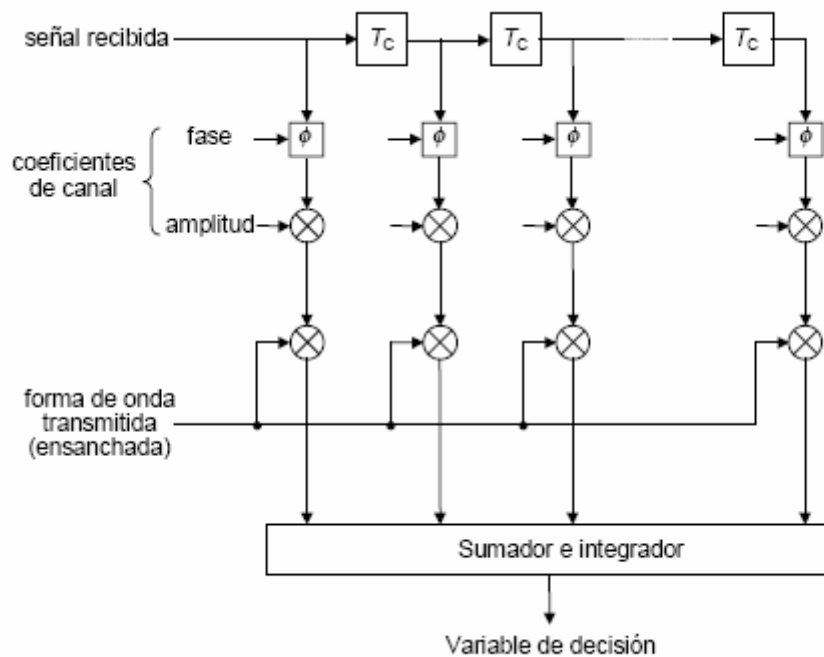 señal recibida
T_C
T_C
T_C
fase
ϕ
ϕ
ϕ
ϕ
coeficientes
de canal
amplitud
forma de onda
transmitida
(ensanchada)
Sumador e integrador
Variable de decisión